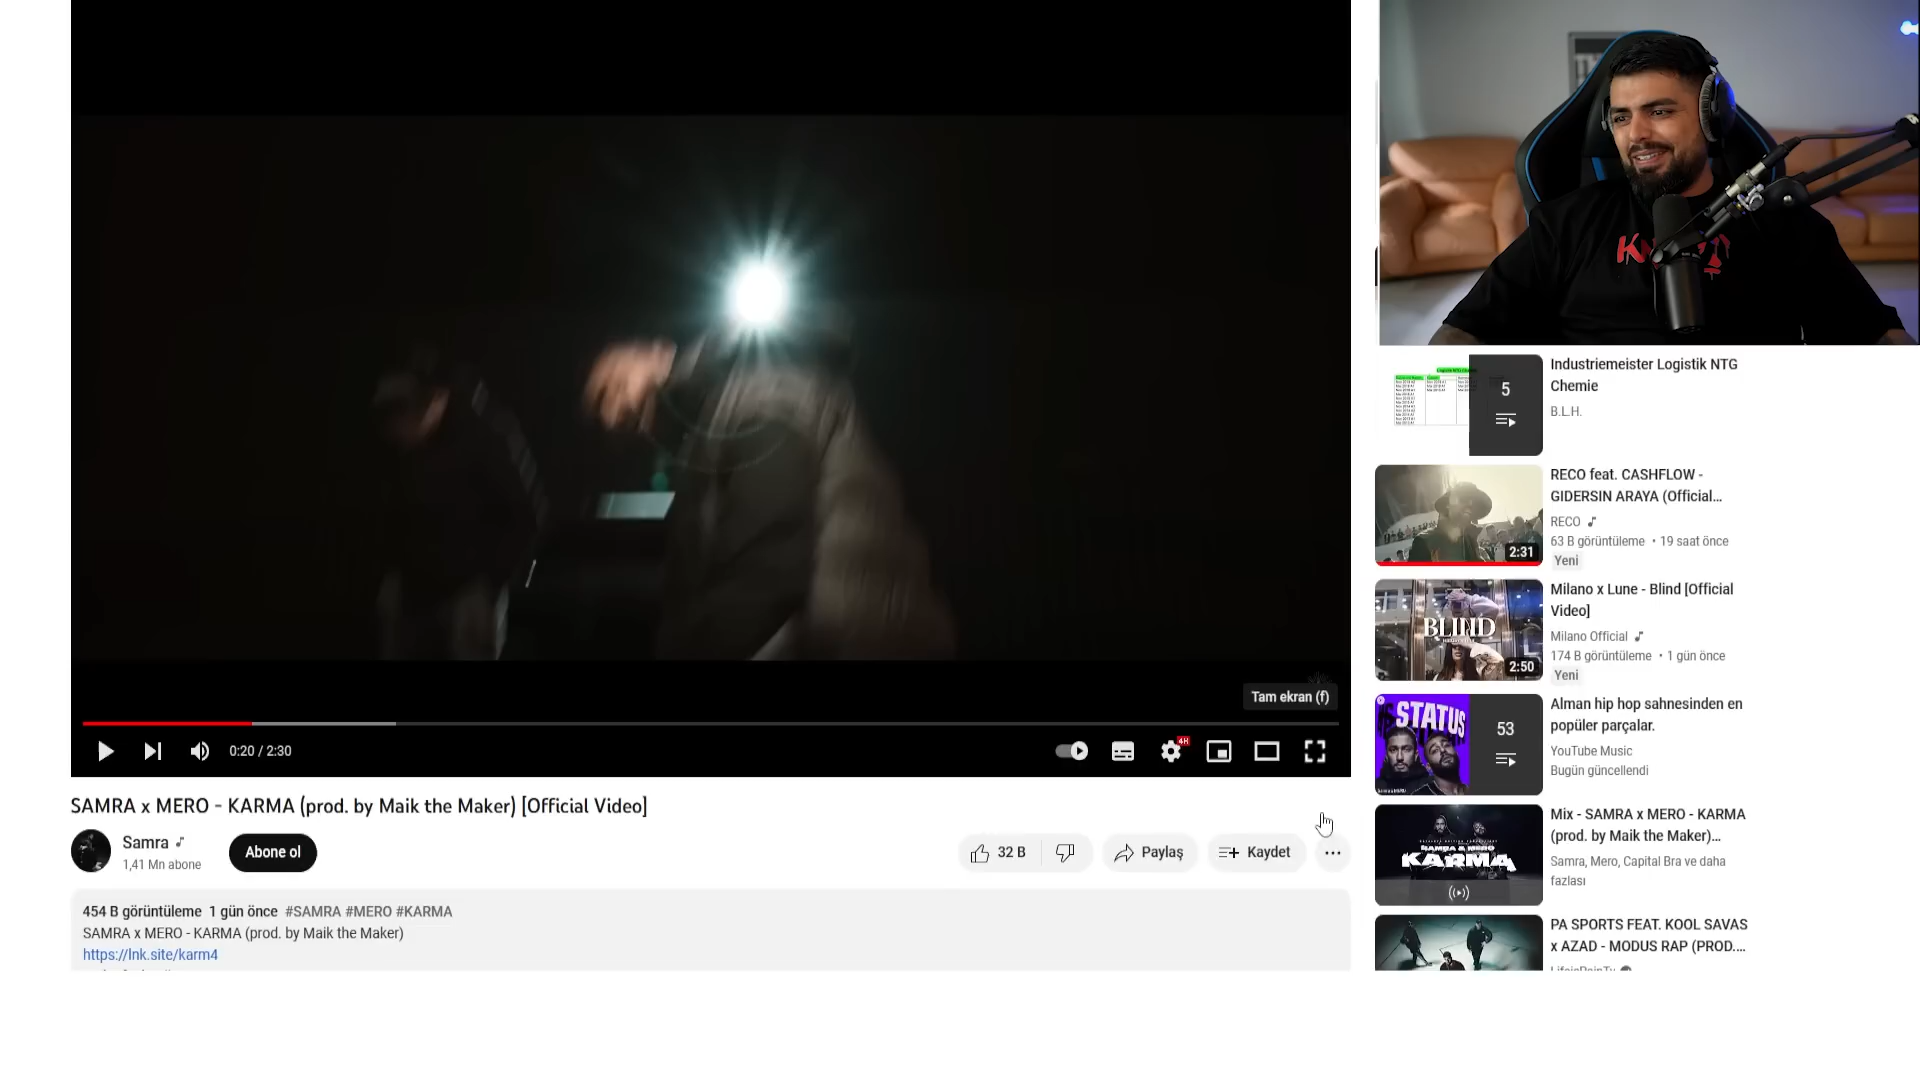 Tam ekran (f)
0:20 / 2:30
SAMRA x MERO - KARMA (prod. by Maik the Maker) [Official Video]
Samra
1,41 Mn abone
Abone ol
32 B
Paylaş
Kaydet
454 B görüntüleme 1 gün önce #SAMRA #MERO #KARMA
SAMRA x MERO - KARMA (prod. by Maik the Maker)
https://lnk.site/karm4
5
Industriemeister Logistik NTG
Chemie
B.L.H.
2:31
RECO feat. CASHFLOW -
GIDERSIN ARAYA (Official...
RECO
63 B görüntüleme • 19 saat önce
Yeni
BLIND
2:50
Milano x Lune - Blind [Official
Video]
Milano Official
174 B görüntüleme • 1 gün önce
Yeni
STATUS
53
Alman hip hop sahnesinden en
popüler parçalar.
YouTube Music
Bugün güncellendi
SAMRA & MERO
KARMA
Mix - SAMRA x MERO - KARMA
(prod. by Maik the Maker)...
Samra, Mero, Capital Bra ve daha
fazlası
PA SPORTS FEAT. KOOL SAVAS
x AZAD - MODUS RAP (PROD....